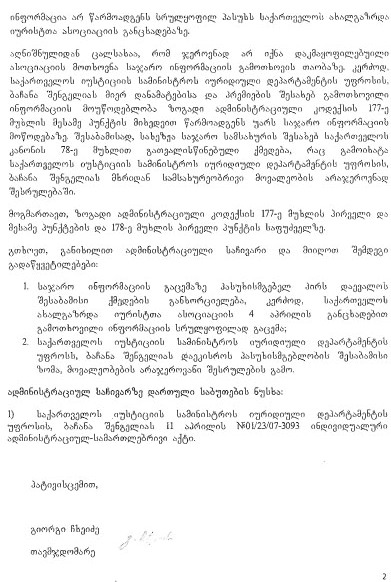 ინფორმაცია არ წარმოადგენს სრულყოფილ პასუხს საქართველოს ახალგაზრდა
იურისტთა ასოციაციის განცხადებაზე.
აღნიშნულიდან ცალსახაა, რომ ჯეროვნად არ იქნა დაკმაყოფილებული
ასოციაციის მოთხოვნა საჯარო ინფორმაციის გამოთხოვის თაობაზე. კერძოდ,
საქართველოს იუსტიციის სამინისტროს იურიდიული დეპარტამენტის უფროსის,
ბაჩანა შენგელიას მიერ დანამატებისა და პრემიების შესახებ გამოთხოვილი
ინფორმაციის მოუწოდებლობა ზოგადი ადმინისტრაციული კოდექსის 177-ე
მუხლის მესამე პუნქტის მიხედვით წარმოადგენს უარს საჯარო ინფორმაციის
მოწოდებაზე. შესაბამისად, სახეზეა საჯარო სამსახურის შესახებ საქართველოს
კანონის 78-ე მუხლით გათვალისწინებული ქმედება, რაც გამოიხატა
საქართველოს იუსტიციის სამინისტროს იურიდიული დეპარტამენტის უფროსის,
ბაჩანა შენგელიას მხრიდან სამსახურეობრივი მოვალეობის არაჯეროვნად
შესრულებაში.
მოგმართავთ, ზოგადი ადმინისტრაციული კოდექსის 177-ე მუხლის პირველი და
მესამე პუნქტების და 178-ე მუხლის პირველი პუნქტის საფუძველზე.
გთხოვთ, განიხილოთ ადმინისტრაციული საჩივარი და მიიღოთ შემდეგი
გადაწყვეტილებები:
1. საჯარო ინფორმაციის გაცემაზე პასუხისმგებელ პირს დაევალოს
შესაბამისი ქმედების განხორციელება, კერძოდ, საქართველოს
ახალგაზრდა იურისტთა ასოციაციის 4 აპრილის განცხადებით
გამოთხოვილი ინფორმაციის სრულყოფილად გაცემა;
2. საქართველოს იუსტიციის სამინისტროს იურიდიული დეპარტამენტის
უფროსს, ბაჩანა შენგელიას დაეკისროს პასუხისმგებლობის შესაბამისი
ზომა, მოვალეობების არაჯეროვანი შესრულების გამო.
ადმინისტრაციულ საჩივარზე დართული საბუთების ნუსხა:
1) საქართველოს იუსტიციის სამინისტროს იურიდიული დეპარტამენტის
უფროსის, ბაჩანა შენგელიას 11 აპრილის №01/23/07-3093 ინდივიდუალური
ადმინისტრაციულ-სამართლებრივი აქტი.
პატივისცემით,
გიორგი ჩხეიძე
თავმჯდომარე
2